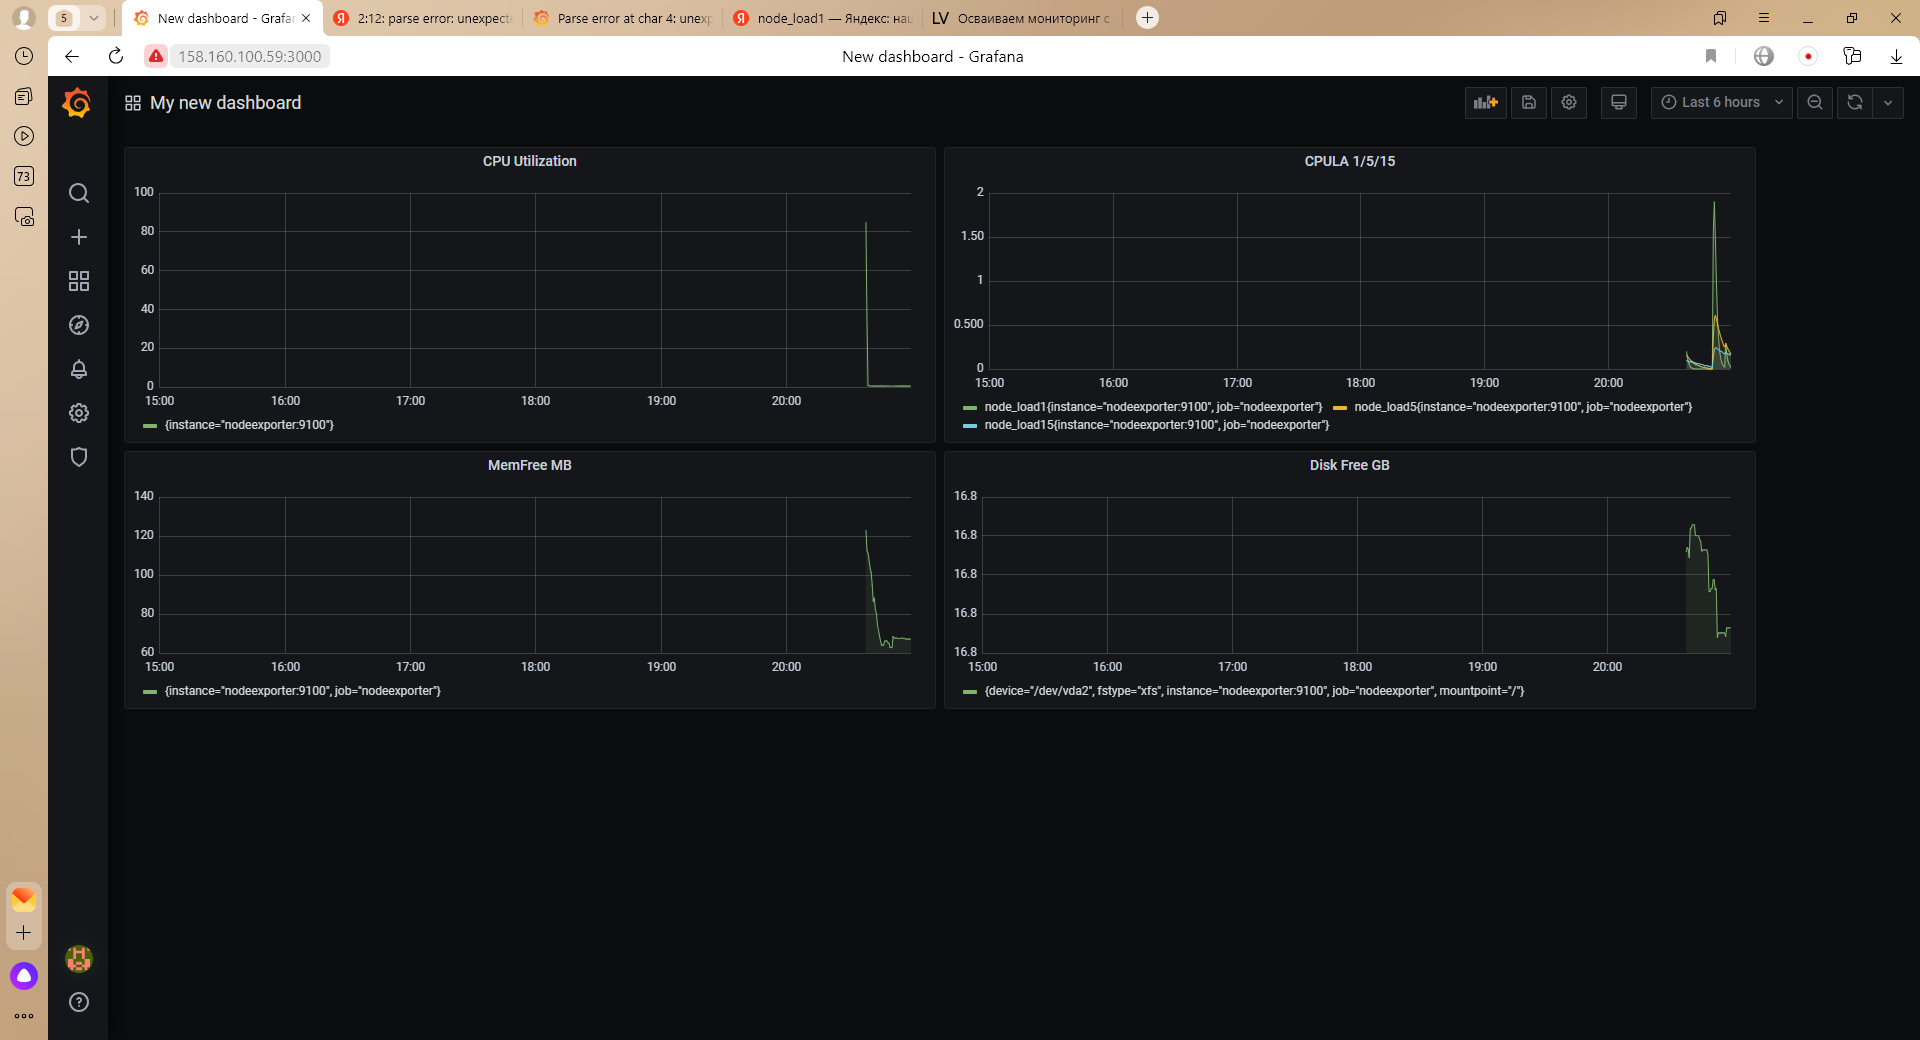 5
New dashboard - Grafar
2:12: parse error: unexpecte
Parse error at char 4: unexp
node_load1 — Яндекс: наш
LV Осваиваем мониторинг с
158.160.100.59:3000
New dashboard - Grafana
73
My new dashboard
Last 6 hours
CPU Utilization
100
80
60
40
20
0
15:00 16:00 17:00 18:00 19:00 20:00
{instance="nodeexporter:9100"}
CPULA 1/5/15
2
1.50
1
0.500
0
15:00 16:00 17:00 18:00 19:00 20:00
node_load1{instance="nodeexporter:9100", job="nodeexporter"} node_load5{instance="nodeexporter:9100", job="nodeexporter"}
node_load15{instance="nodeexporter:9100", job="nodeexporter"}
MemFree MB
140
120
100
80
60
15:00 16:00 17:00 18:00 19:00 20:00
{instance="nodeexporter:9100", job="nodeexporter"}
Disk Free GB
16.8
16.8
16.8
16.8
16.8
15:00 16:00 17:00 18:00 19:00 20:00
{device="/dev/vda2", fstype="xfs", instance="nodeexporter:9100", job="nodeexporter", mountpoint="/"}